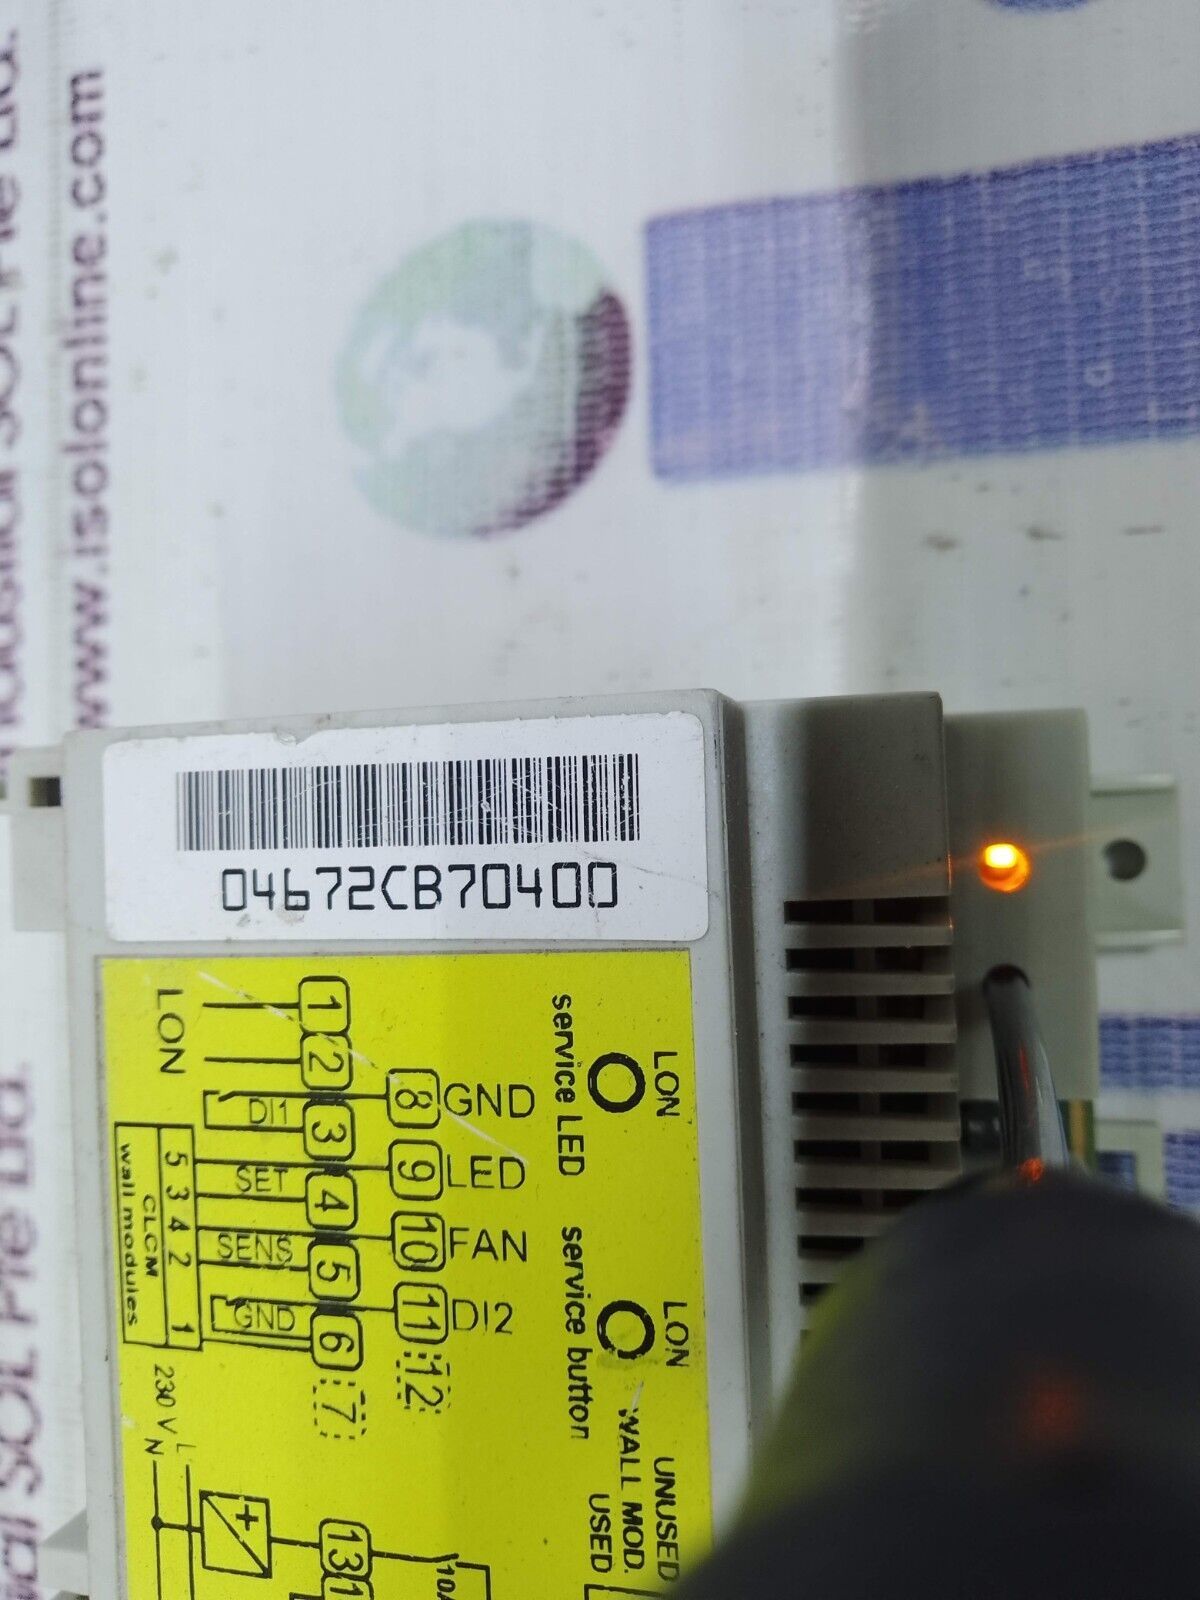 www.isolonline.com
04672CB70400
LON
1
2
3
4
5
6
7
8 GND
9 LED
10 FAN
11 DI2
12
DI1
SET
SENS
GND
5 3 4 2 1
CLCM
wall modules
LON
service LED
LON
service button
UNUSED
WALL MOD.
USED
230 V
L
N
+
13